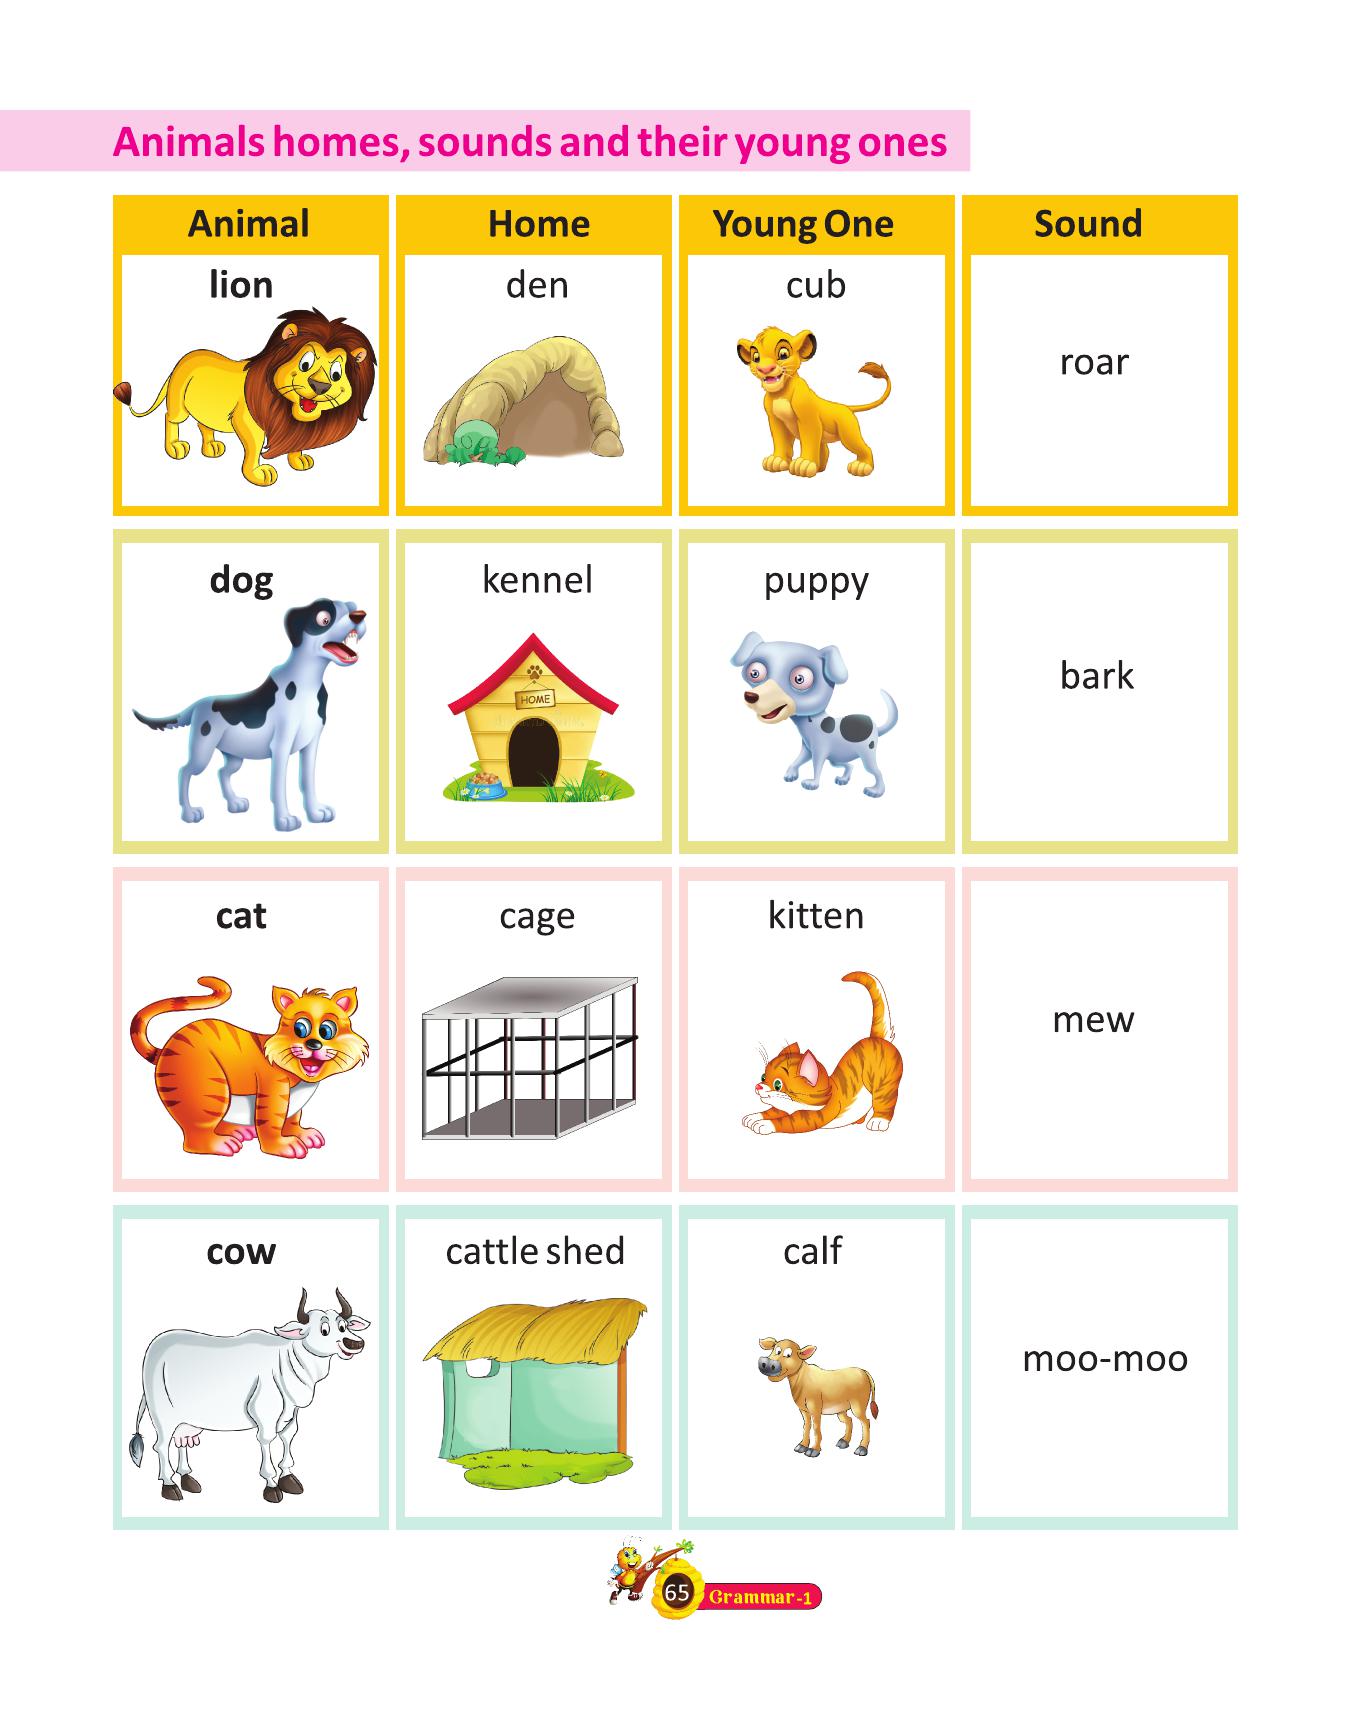 Animals homes, sounds and their young ones
Animal Home Young One Sound
lion den cub
roar
dog kennel puppy
HOME
bark
cat cage kitten
mew
cow cattle shed calf
moo-moo
65 Grammar-1